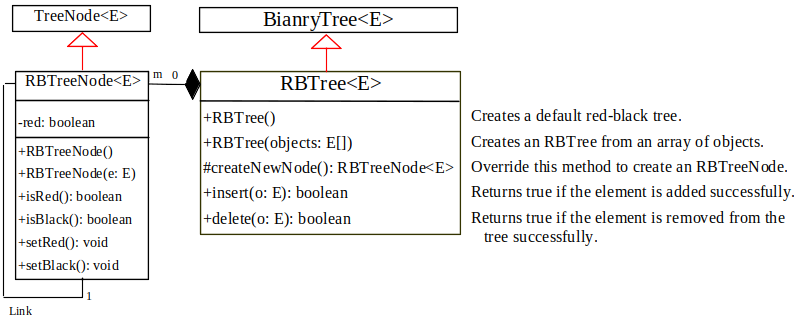 TreeNode<E>
BianryTree<E>
RBTreeNode<E>
m
0
RBTree<E>
-red: boolean
+RBTreeNode()
+RBTreeNode(e: E)
+isRed(): boolean
+isBlack(): boolean
+setRed(): void
+setBlack(): void
1
Link
+RBTree()
Creates a default red-black tree.
+RBTree(objects: E[])
Creates an RBTree from an array of objects.
#createNewNode(): RBTreeNode<E>
Override this method to create an RBTreeNode.
+insert(o: E): boolean
Returns true if the element is added successfully.
+delete(o: E): boolean
Returns true if the element is removed from the
tree successfully.